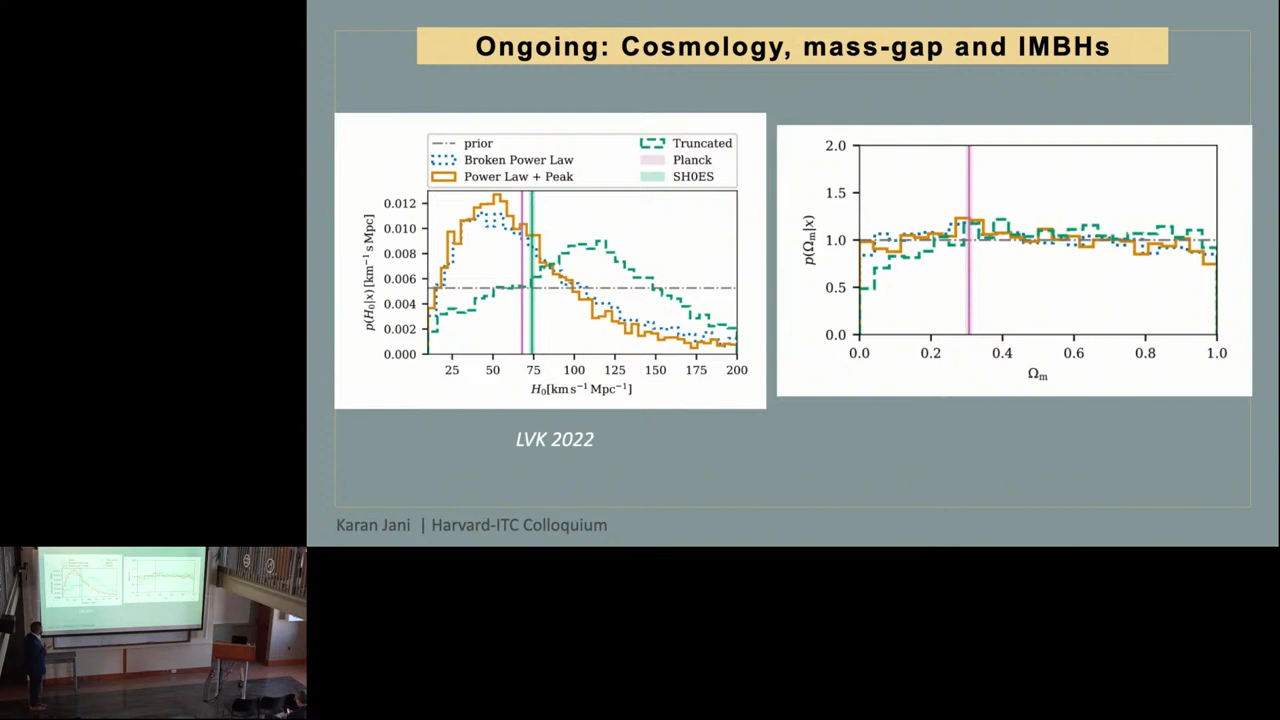 Ongoing: Cosmology, mass-gap and IMBHs
prior
Broken Power Law
Power Law + Peak
Truncated
Planck
SH0ES
p(H₀|x) [km⁻¹ s Mpc]
0.012
0.010
0.008
0.006
0.004
0.002
0.000
25 50 75 100 125 150 175 200
H₀[km s⁻¹ Mpc⁻¹]
p(Ωₘ|x)
2.0
1.5
1.0
0.5
0.0
0.0 0.2 0.4 0.6 0.8 1.0
Ωₘ
LVK 2022
Karan Jani | Harvard-ITC Colloquium